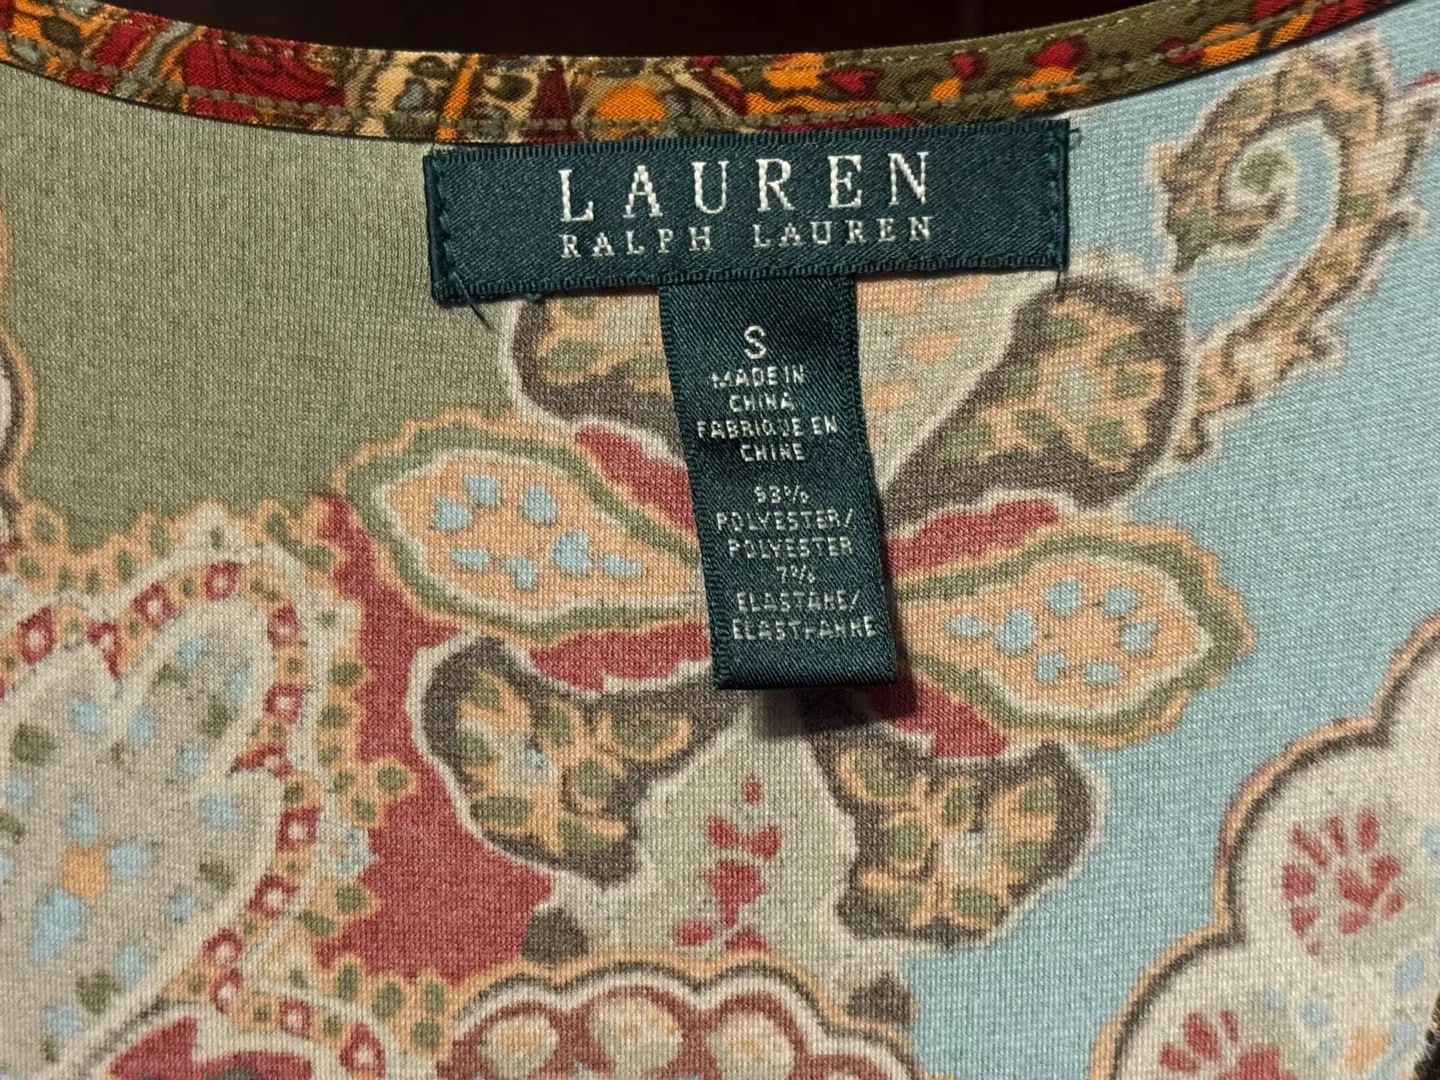 LAUREN
RALPH LAUREN
S
MADE IN
CHINA
FABRIQUE EN
CHINE
93%
POLYESTER/
POLYESTER
7%
ELASTANE/
ELASTHANNE